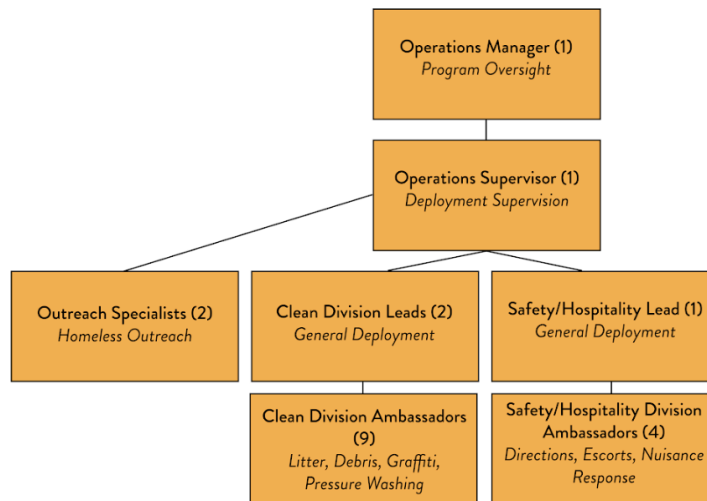 Operations Manager (1)
Program Oversight
Operations Supervisor (1)
Deployment Supervision
Outreach Specialists (2)
Homeless Outreach
Clean Division Leads (2)
General Deployment
Safety/Hospitality Lead (1)
General Deployment
Clean Division Ambassadors
(9)
Litter, Debris, Graffiti,
Pressure Washing
Safety/Hospitality Division
Ambassadors (4)
Directions, Escorts, Nuisance
Response